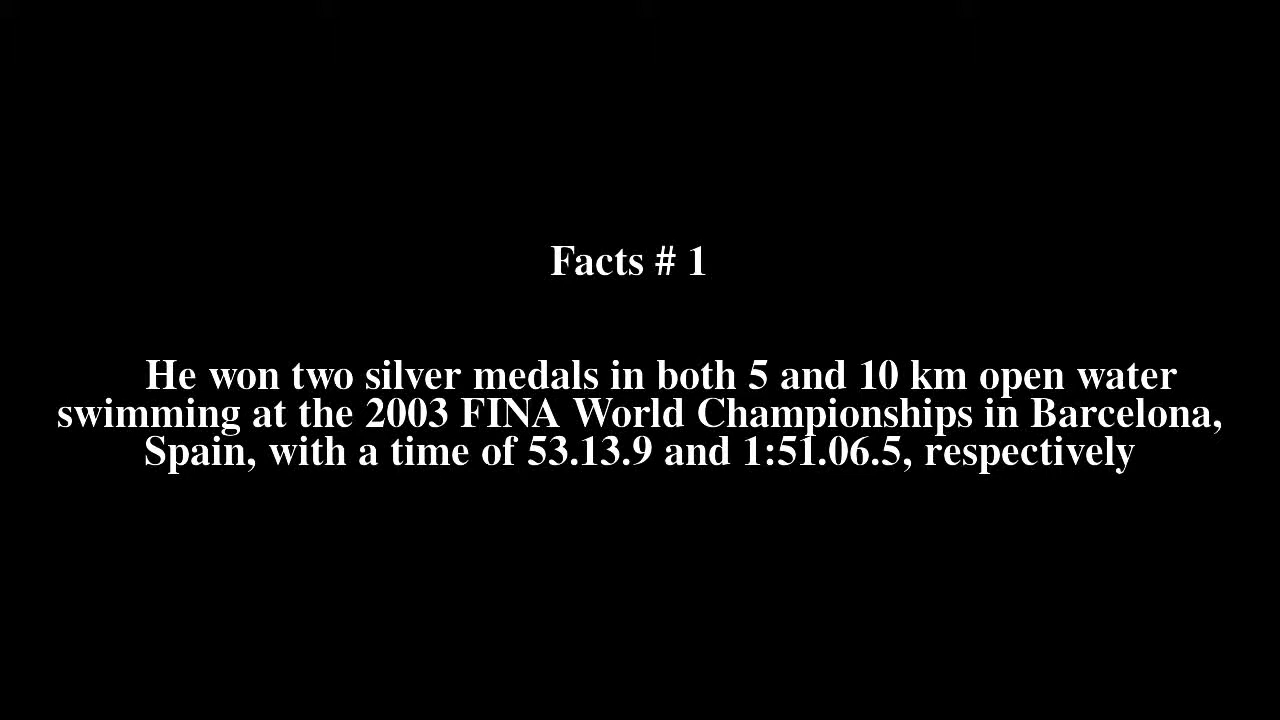 Facts # 1
He won two silver medals in both 5 and 10 km open water
swimming at the 2003 FINA World Championships in Barcelona,
Spain, with a time of 53.13.9 and 1:51.06.5, respectively